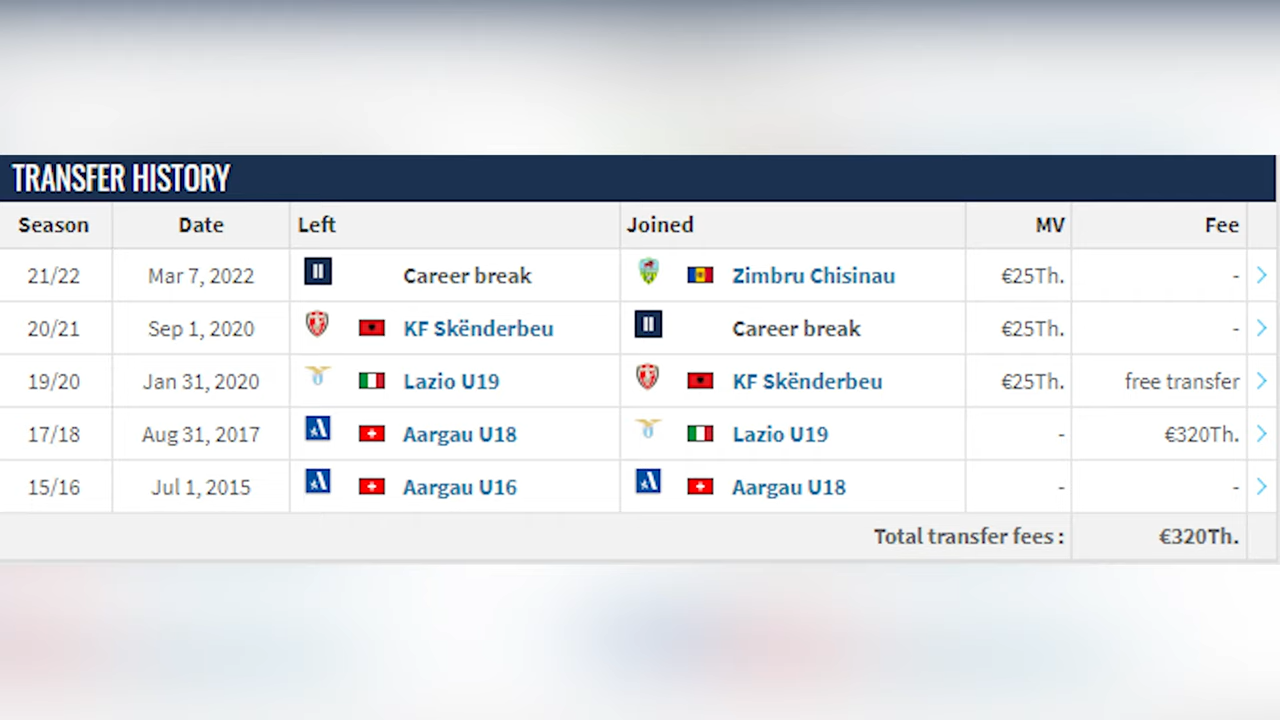 TRANSFER HISTORY
Season Date Left Joined MV Fee
21/22 Mar 7, 2022 Career break Zimbru Chisinau €25Th. -
20/21 Sep 1, 2020 KF Skënderbeu Career break €25Th. -
19/20 Jan 31, 2020 Lazio U19 KF Skënderbeu €25Th. free transfer
17/18 Aug 31, 2017 Aargau U18 Lazio U19 - €320Th.
15/16 Jul 1, 2015 Aargau U16 Aargau U18 - -
Total transfer fees : €320Th.